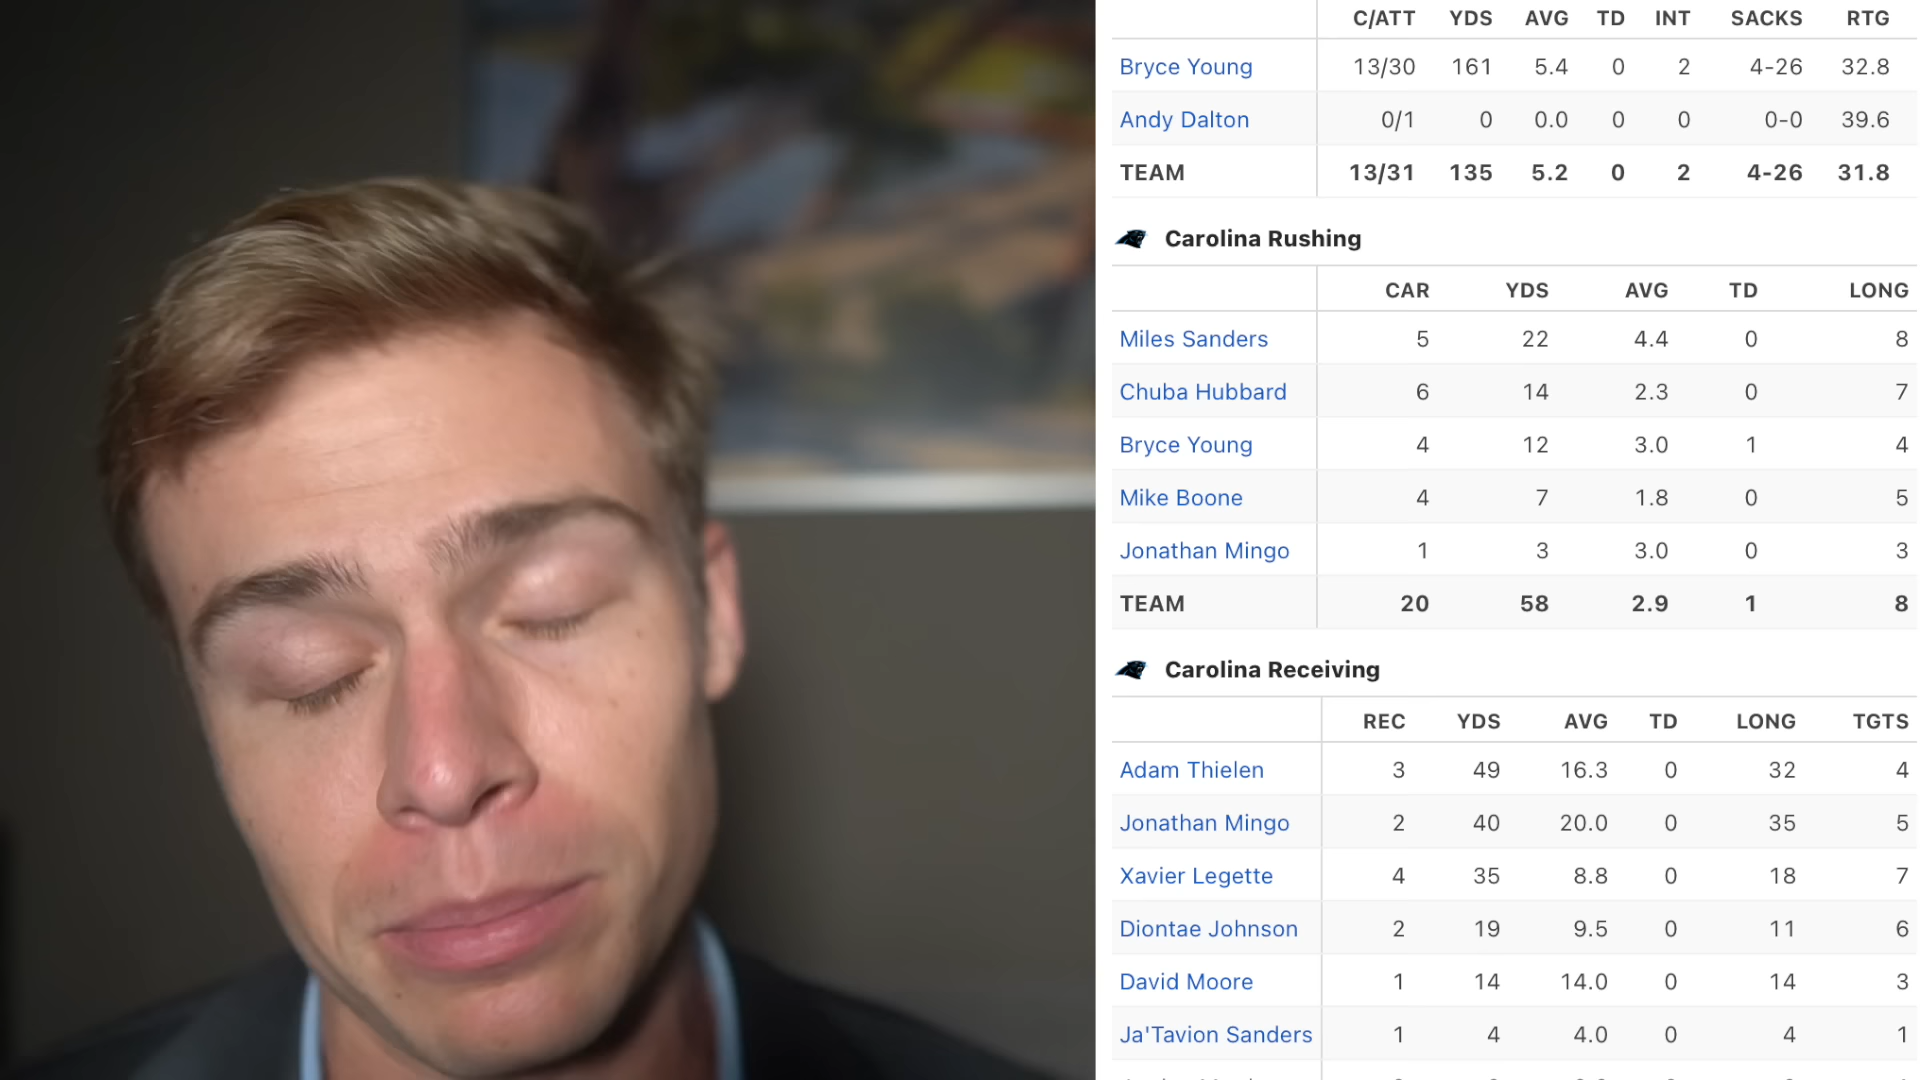 C/ATT YDS AVG TD INT SACKS RTG
Bryce Young 13/30 161 5.4 0 2 4-26 32.8
Andy Dalton 0/1 0 0.0 0 0 0-0 39.6
TEAM 13/31 135 5.2 0 2 4-26 31.8
Carolina Rushing
CAR YDS AVG TD LONG
Miles Sanders 5 22 4.4 0 8
Chuba Hubbard 6 14 2.3 0 7
Bryce Young 4 12 3.0 1 4
Mike Boone 4 7 1.8 0 5
Jonathan Mingo 1 3 3.0 0 3
TEAM 20 58 2.9 1 8
Carolina Receiving
REC YDS AVG TD LONG TGTS
Adam Thielen 3 49 16.3 0 32 4
Jonathan Mingo 2 40 20.0 0 35 5
Xavier Legette 4 35 8.8 0 18 7
Diontae Johnson 2 19 9.5 0 11 6
David Moore 1 14 14.0 0 14 3
Ja'Tavion Sanders 1 4 4.0 0 4 1